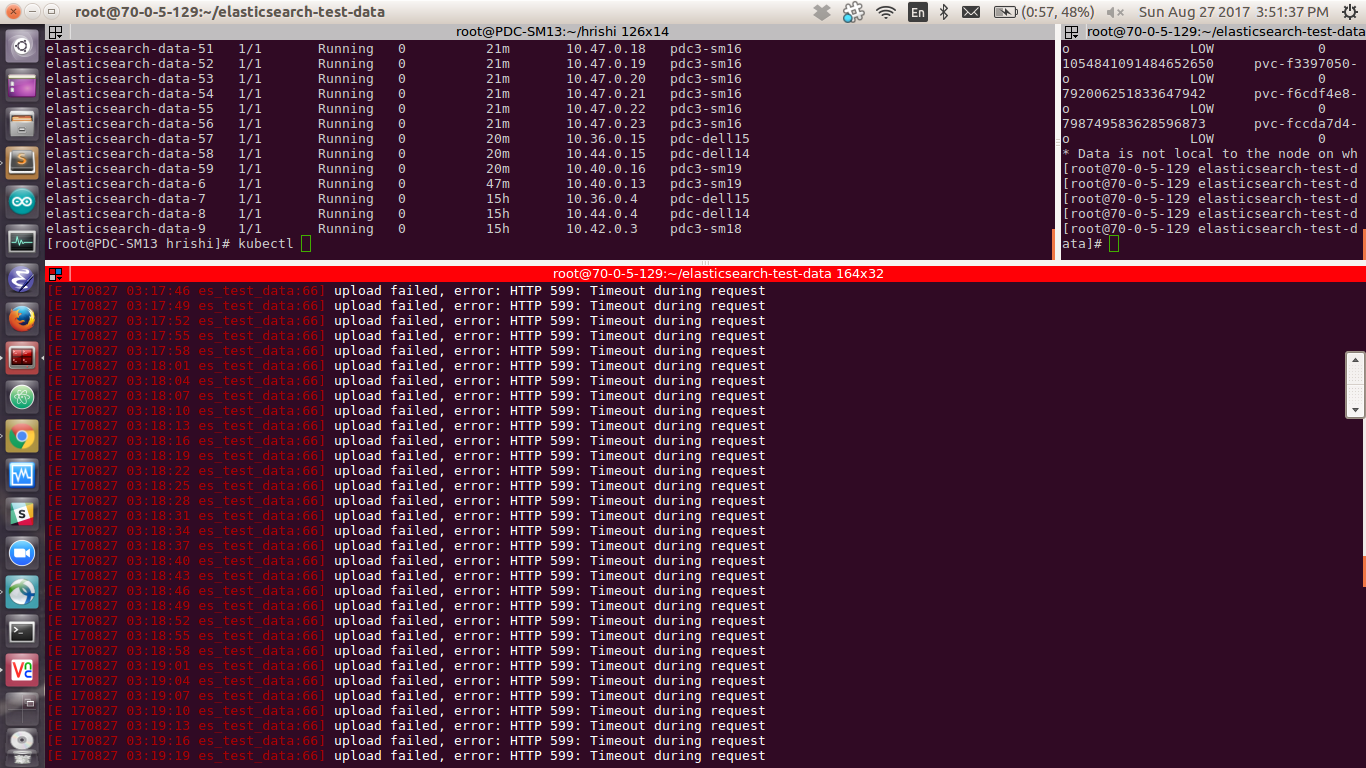 root@70-0-5-129:~/elasticsearch-test-data
En
(0:57, 48%)
Sun Aug 27 2017 3:51:37 PM
root@PDC-SM13:~/hrishi 126x14
elasticsearch-data-51 1/1 Running 0 21m 10.47.0.18 pdc3-sm16
elasticsearch-data-52 1/1 Running 0 21m 10.47.0.19 pdc3-sm16
elasticsearch-data-53 1/1 Running 0 21m 10.47.0.20 pdc3-sm16
elasticsearch-data-54 1/1 Running 0 21m 10.47.0.21 pdc3-sm16
elasticsearch-data-55 1/1 Running 0 21m 10.47.0.22 pdc3-sm16
elasticsearch-data-56 1/1 Running 0 21m 10.47.0.23 pdc3-sm16
elasticsearch-data-57 1/1 Running 0 20m 10.36.0.15 pdc-dell15
elasticsearch-data-58 1/1 Running 0 20m 10.44.0.15 pdc-dell14
elasticsearch-data-59 1/1 Running 0 20m 10.40.0.16 pdc3-sm19
elasticsearch-data-6 1/1 Running 0 47m 10.40.0.13 pdc3-sm19
elasticsearch-data-7 1/1 Running 0 15h 10.36.0.4 pdc-dell15
elasticsearch-data-8 1/1 Running 0 15h 10.44.0.4 pdc-dell14
elasticsearch-data-9 1/1 Running 0 15h 10.42.0.3 pdc3-sm18
[root@PDC-SM13 hrishi]# kubectl
root@70-0-5-129:~/elasticsearch-test-data
o LOW 0
1054841091484652650 pvc-f3397050-
o LOW 0
792006251833647942 pvc-f6cdf4e8-
o LOW 0
798749583628596873 pvc-fccda7d4-
o LOW 0
* Data is not local to the node on wh
[root@70-0-5-129 elasticsearch-test-d
[root@70-0-5-129 elasticsearch-test-d
[root@70-0-5-129 elasticsearch-test-d
[root@70-0-5-129 elasticsearch-test-d
[root@70-0-5-129 elasticsearch-test-d
ata]#
root@70-0-5-129:~/elasticsearch-test-data 164x32
[E 170827 03:17:46 es_test_data:66] upload failed, error: HTTP 599: Timeout during request
[E 170827 03:17:49 es_test_data:66] upload failed, error: HTTP 599: Timeout during request
[E 170827 03:17:52 es_test_data:66] upload failed, error: HTTP 599: Timeout during request
[E 170827 03:17:55 es_test_data:66] upload failed, error: HTTP 599: Timeout during request
[E 170827 03:17:58 es_test_data:66] upload failed, error: HTTP 599: Timeout during request
[E 170827 03:18:01 es_test_data:66] upload failed, error: HTTP 599: Timeout during request
[E 170827 03:18:04 es_test_data:66] upload failed, error: HTTP 599: Timeout during request
[E 170827 03:18:07 es_test_data:66] upload failed, error: HTTP 599: Timeout during request
[E 170827 03:18:10 es_test_data:66] upload failed, error: HTTP 599: Timeout during request
[E 170827 03:18:13 es_test_data:66] upload failed, error: HTTP 599: Timeout during request
[E 170827 03:18:16 es_test_data:66] upload failed, error: HTTP 599: Timeout during request
[E 170827 03:18:19 es_test_data:66] upload failed, error: HTTP 599: Timeout during request
[E 170827 03:18:22 es_test_data:66] upload failed, error: HTTP 599: Timeout during request
[E 170827 03:18:25 es_test_data:66] upload failed, error: HTTP 599: Timeout during request
[E 170827 03:18:28 es_test_data:66] upload failed, error: HTTP 599: Timeout during request
[E 170827 03:18:31 es_test_data:66] upload failed, error: HTTP 599: Timeout during request
[E 170827 03:18:34 es_test_data:66] upload failed, error: HTTP 599: Timeout during request
[E 170827 03:18:37 es_test_data:66] upload failed, error: HTTP 599: Timeout during request
[E 170827 03:18:40 es_test_data:66] upload failed, error: HTTP 599: Timeout during request
[E 170827 03:18:43 es_test_data:66] upload failed, error: HTTP 599: Timeout during request
[E 170827 03:18:46 es_test_data:66] upload failed, error: HTTP 599: Timeout during request
[E 170827 03:18:49 es_test_data:66] upload failed, error: HTTP 599: Timeout during request
[E 170827 03:18:52 es_test_data:66] upload failed, error: HTTP 599: Timeout during request
[E 170827 03:18:55 es_test_data:66] upload failed, error: HTTP 599: Timeout during request
[E 170827 03:18:58 es_test_data:66] upload failed, error: HTTP 599: Timeout during request
[E 170827 03:19:01 es_test_data:66] upload failed, error: HTTP 599: Timeout during request
[E 170827 03:19:04 es_test_data:66] upload failed, error: HTTP 599: Timeout during request
[E 170827 03:19:07 es_test_data:66] upload failed, error: HTTP 599: Timeout during request
[E 170827 03:19:10 es_test_data:66] upload failed, error: HTTP 599: Timeout during request
[E 170827 03:19:13 es_test_data:66] upload failed, error: HTTP 599: Timeout during request
[E 170827 03:19:16 es_test_data:66] upload failed, error: HTTP 599: Timeout during request
[E 170827 03:19:19 es_test_data:66] upload failed, error: HTTP 599: Timeout during request